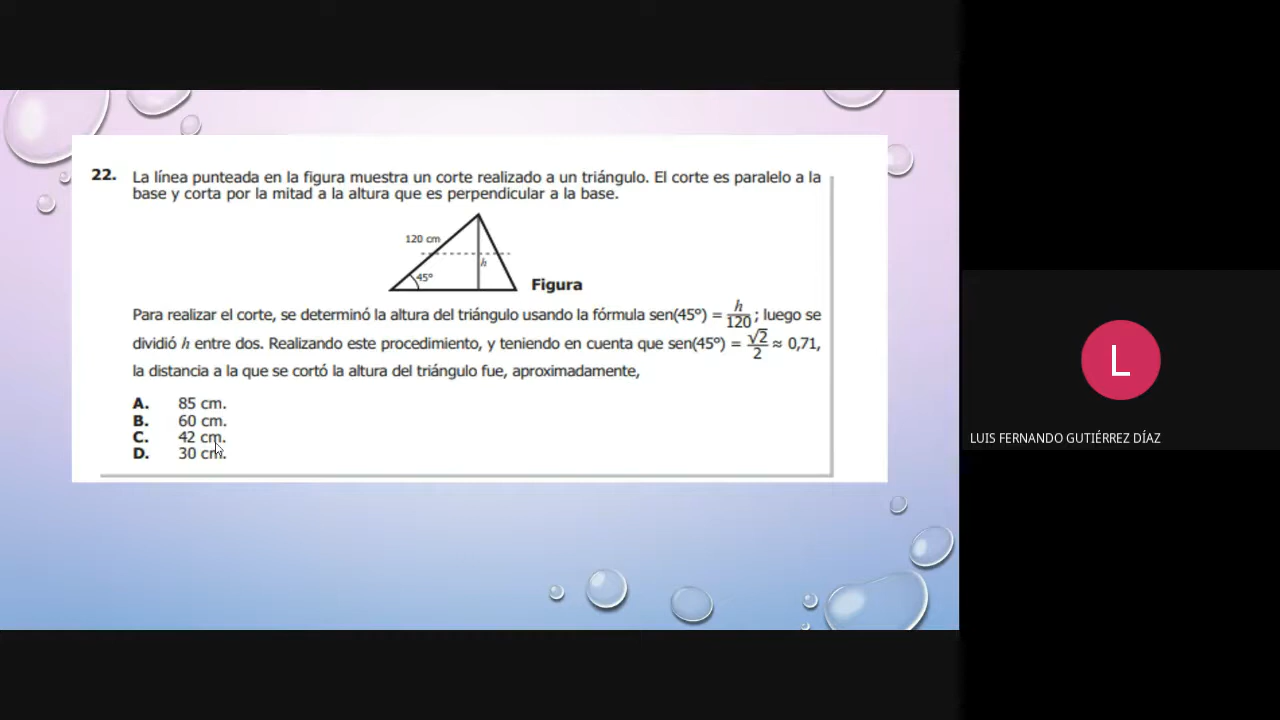 22. La línea punteada en la figura muestra un corte realizado a un triángulo. El corte es paralelo a la
base y corta por la mitad a la altura que es perpendicular a la base.
120 cm
h
45°
Figura
Para realizar el corte, se determinó la altura del triángulo usando la fórmula sen(45°) = h/120; luego se
dividió h entre dos. Realizando este procedimiento, y teniendo en cuenta que sen(45°) = √2/2 ≈ 0,71,
la distancia a la que se cortó la altura del triángulo fue, aproximadamente,
A. 85 cm.
B. 60 cm.
C. 42 cm.
D. 30 cm.
L
LUIS FERNANDO GUTIÉRREZ DÍAZ